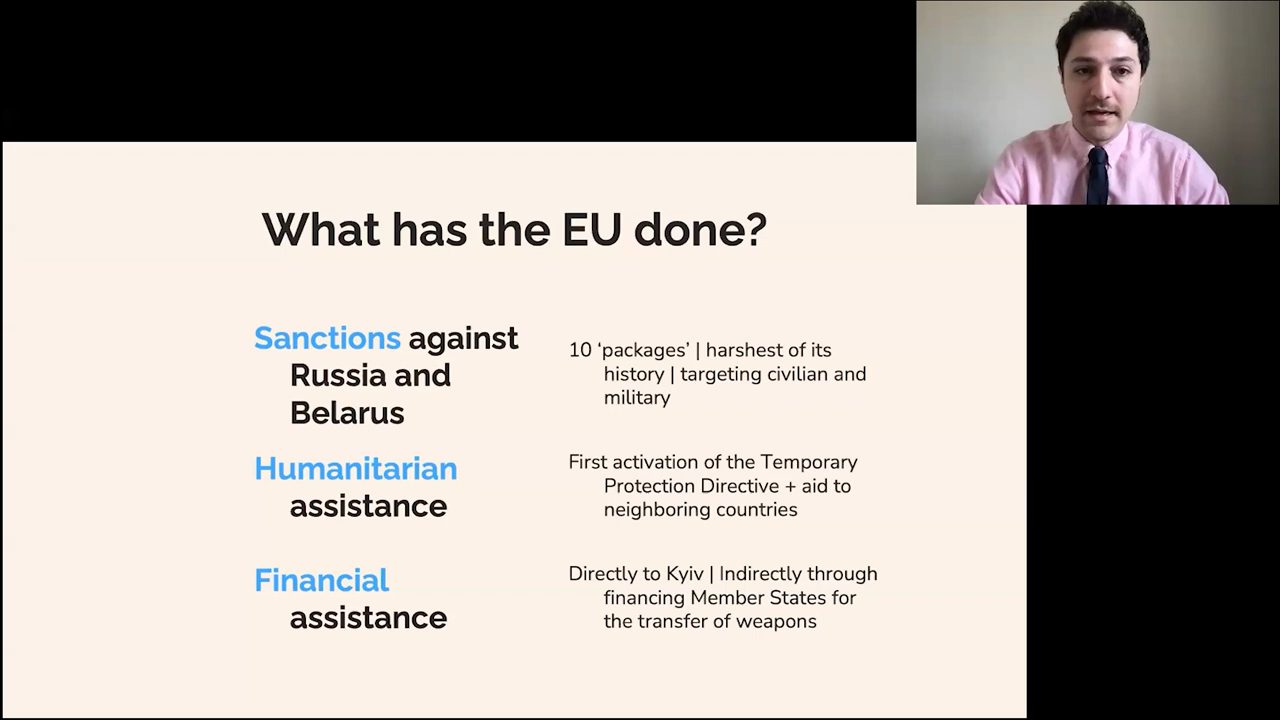 What has the EU done?
Sanctions against
Russia and
Belarus
10 ‘packages’ | harshest of its
history | targeting civilian and
military
Humanitarian
assistance
First activation of the Temporary
Protection Directive + aid to
neighboring countries
Financial
assistance
Directly to Kyiv | Indirectly through
financing Member States for
the transfer of weapons